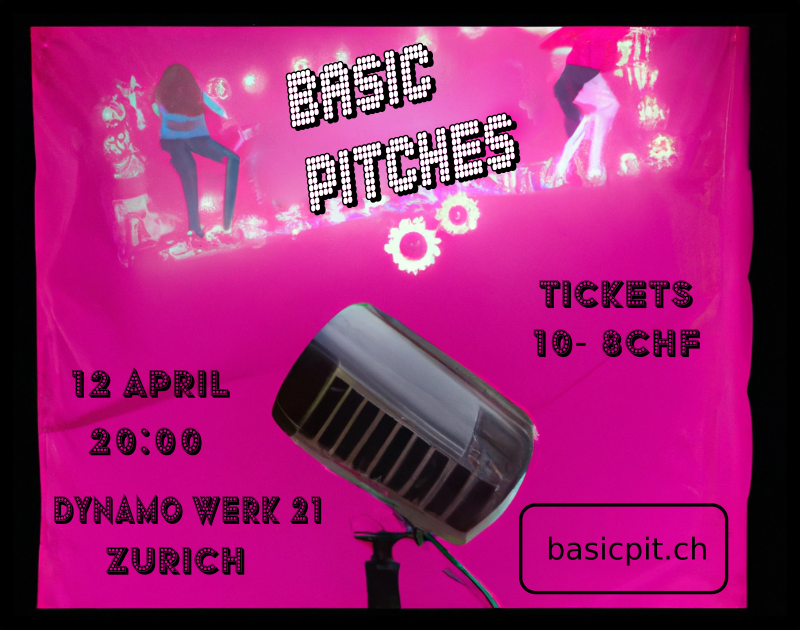 BASIC
PITCHES
TICKETS
10- 8CHF
12 APRIL
20:00
DYNAMO WERK 21
ZURICH
basicpit.ch